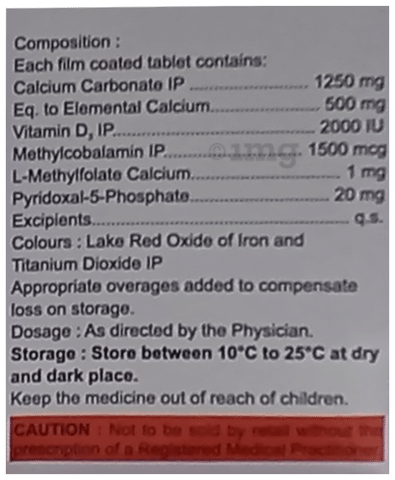 Composition :
Each film coated tablet contains:
Calcium Carbonate IP .............................. 1250 mg
Eq. to Elemental Calcium........................... 500 mg
Vitamin D₃ IP.................................................. 2000 IU
Methylcobalamin IP.............................. 1500 mcg
L-Methylfolate Calcium.................................... 1 mg
Pyridoxal-5-Phosphate................................. 20 mg
Excipients.......................................................... q.s.
Colours : Lake Red Oxide of Iron and
Titanium Dioxide IP
Appropriate overages added to compensate
loss on storage.
Dosage : As directed by the Physician.
Storage : Store between 10°C to 25°C at dry
and dark place.
Keep the medicine out of reach of children.
CAUTION : Not to be sold by retail without the
prescription of a Registered Medical Practitioner
1mg